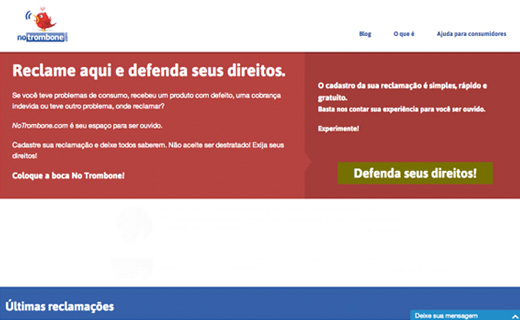 noTrombone
Blog
O que é
Ajuda para consumidores
Reclame aqui e defenda seus direitos.
Se você teve problemas de consumo, recebeu um produto com defeito, uma cobrança
indevida ou teve outro problema, onde reclamar?
NoTrombone.com é seu espaço para ser ouvido.
Cadastre sua reclamação e deixe todos saberem. Não aceite ser destratado! Exija seus
direitos!
Coloque a boca No Trombone!
O cadastro da sua reclamação é simples, rápido e
gratuito.
Basta nos contar sua experiência para você ser ouvido.
Experimente!
Defenda seus direitos!
Últimas reclamações
Deixe sua mensagem